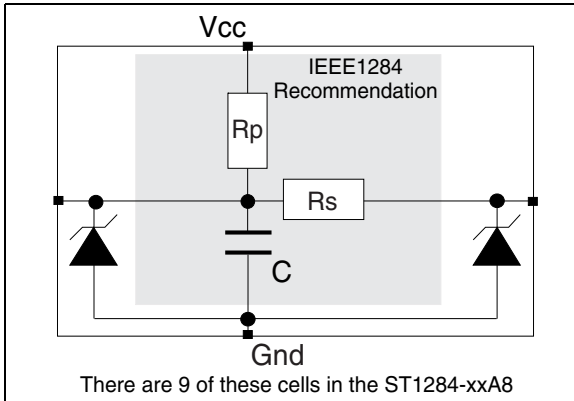 Vcc
IEEE1284
Recommendation
Rp
Rs
C
Gnd
There are 9 of these cells in the ST1284-xxA8